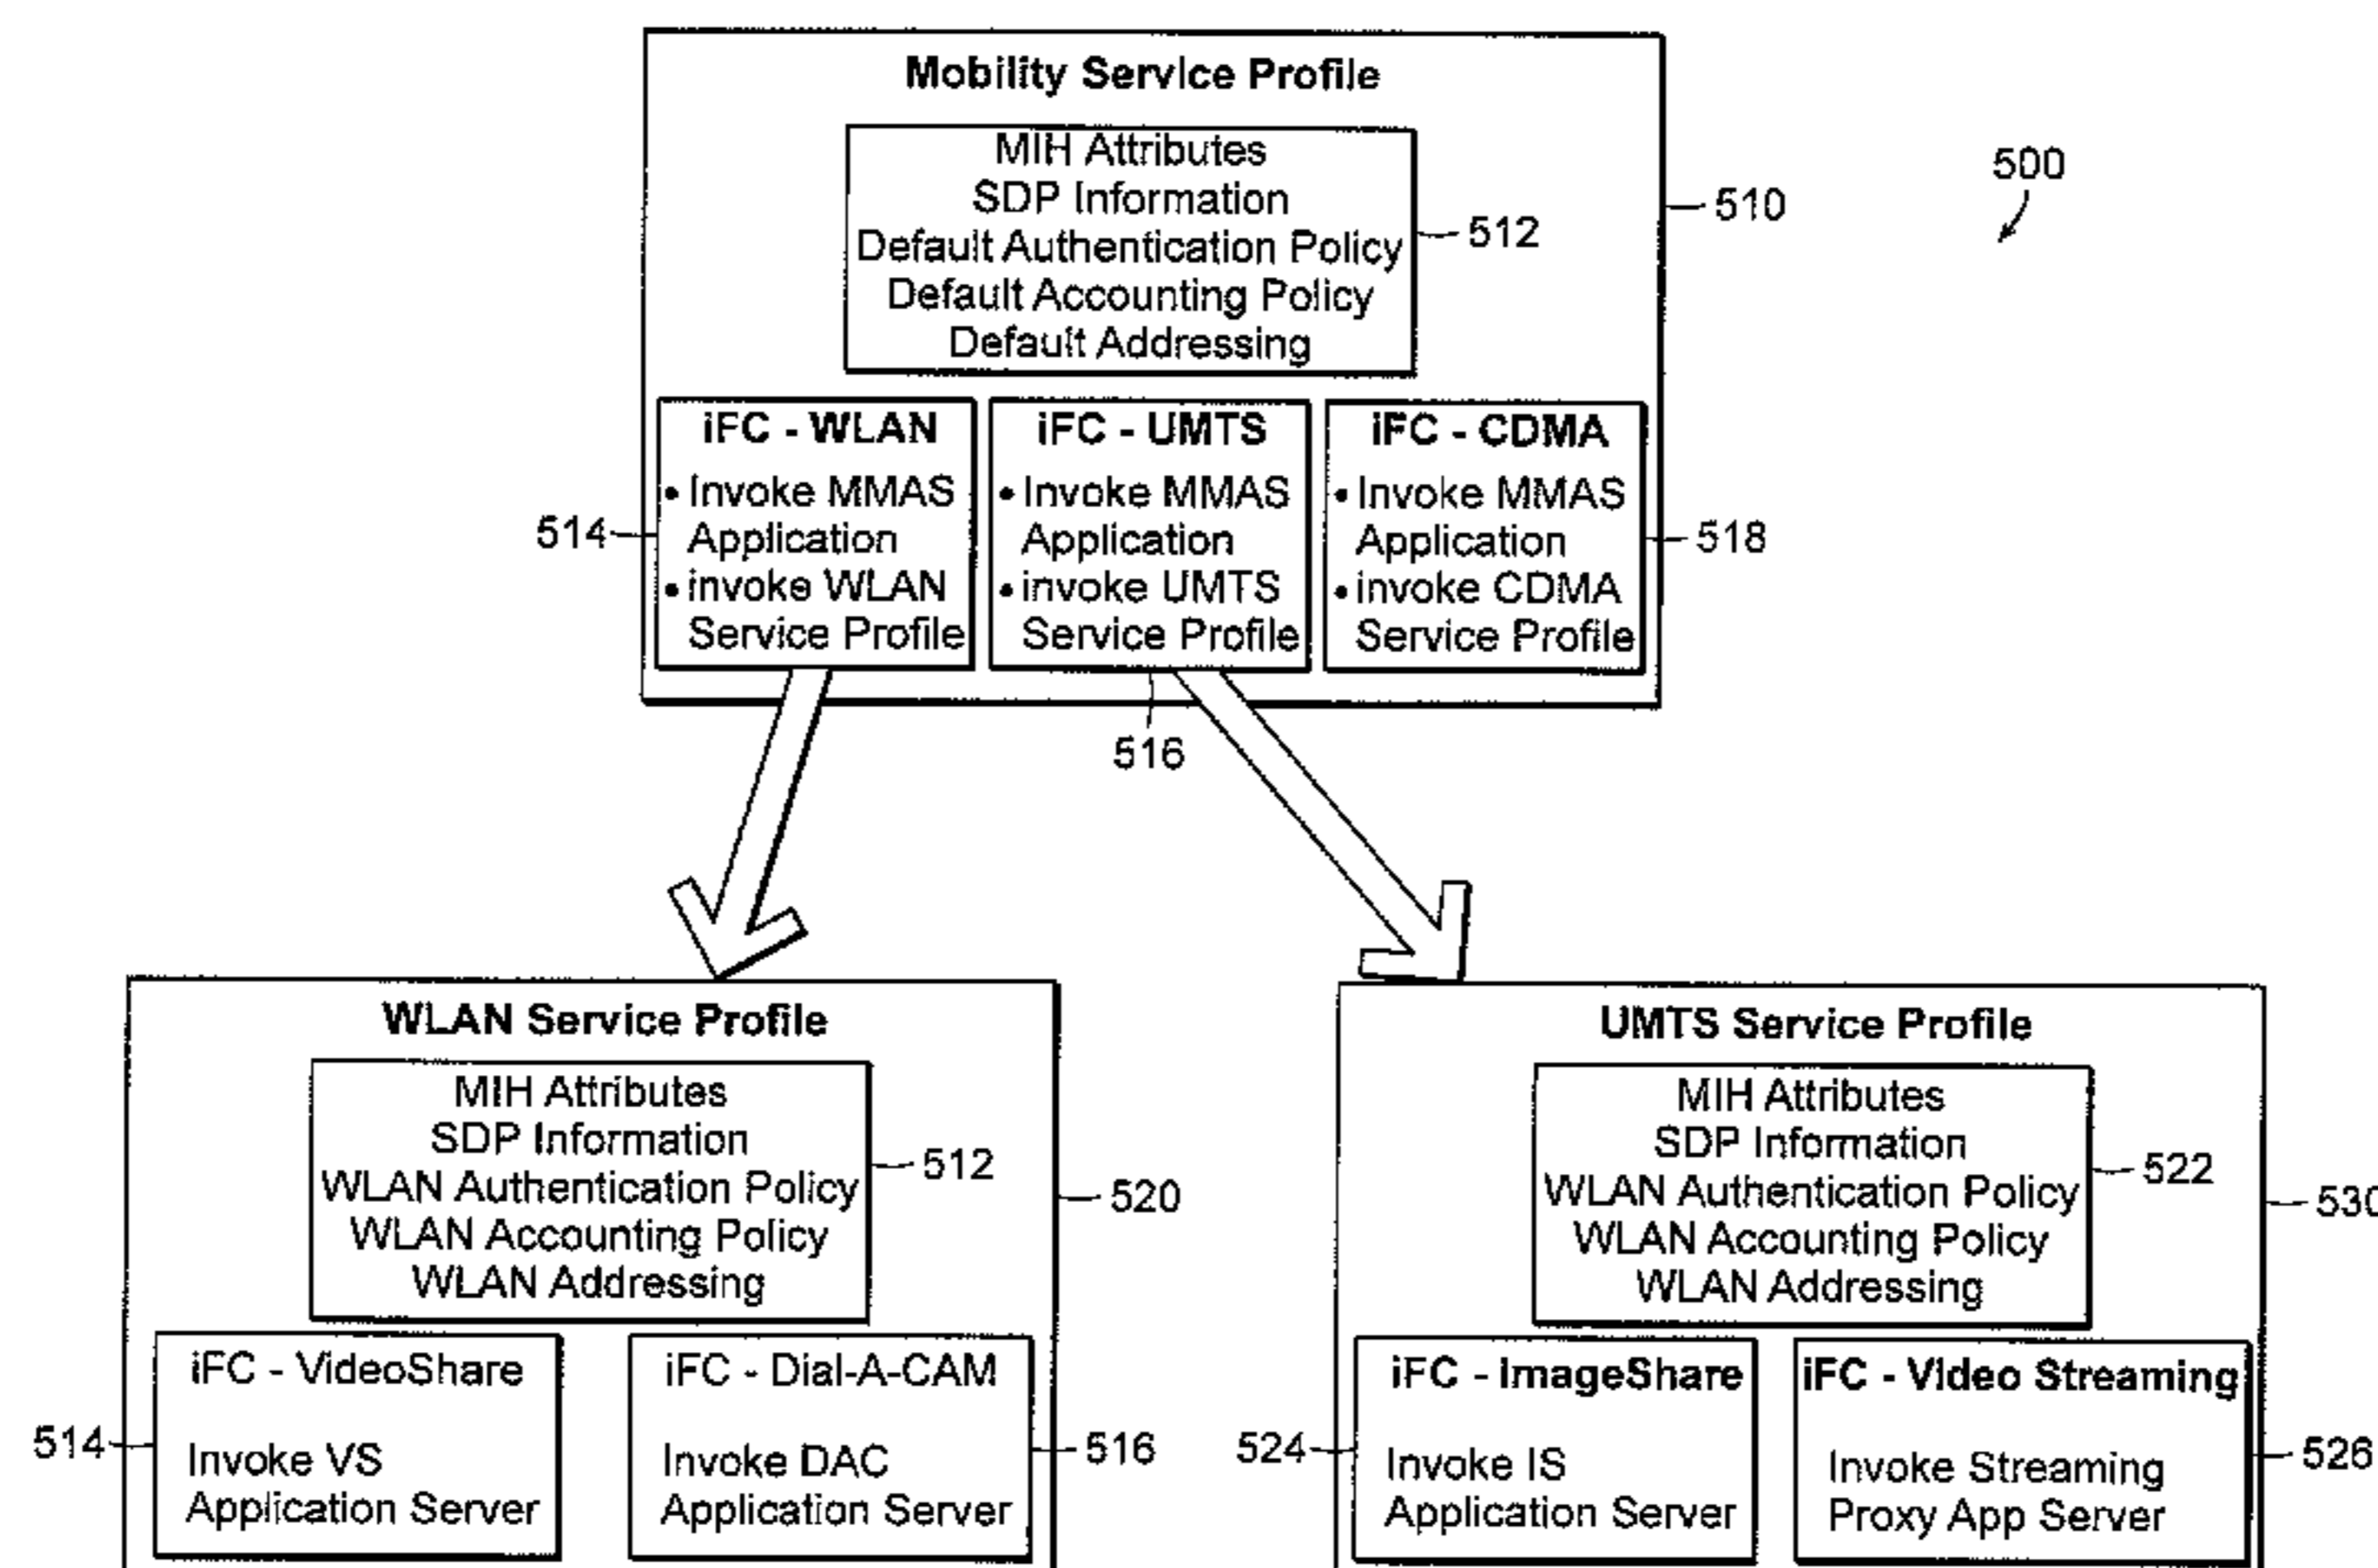 Mobility Service Profile
MIH Attributes
SDP Information
Default Authentication Policy
Default Accounting Policy
Default Addressing
512
510
500
iFC - WLAN
• Invoke MMAS
Application
• invoke WLAN
Service Profile
514
iFC - UMTS
• Invoke MMAS
Application
• invoke UMTS
Service Profile
516
iFC - CDMA
• Invoke MMAS
Application
• invoke CDMA
Service Profile
518
WLAN Service Profile
MIH Attributes
SDP Information
WLAN Authentication Policy
WLAN Accounting Policy
WLAN Addressing
512
520
iFC - VideoShare
Invoke VS
Application Server
514
iFC - Dial-A-CAM
Invoke DAC
Application Server
516
UMTS Service Profile
MIH Attributes
SDP Information
WLAN Authentication Policy
WLAN Accounting Policy
WLAN Addressing
522
530
iFC - ImageShare
Invoke IS
Application Server
524
iFC - Video Streaming
Invoke Streaming
Proxy App Server
526